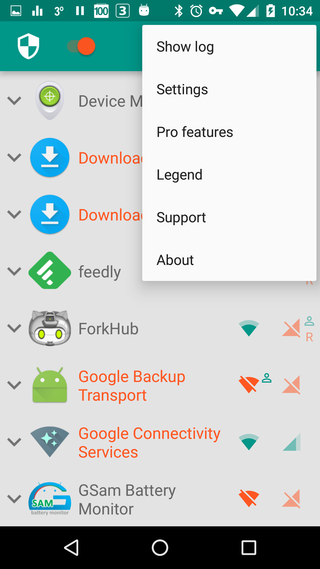 3° 100 3 10:34
Show log
Settings
Pro features
Legend
Support
About
Device M
Downloa
Downloa
feedly
R
ForkHub
R
Google Backup
Transport
Google Connectivity
Services
SAM
battery monitor
GSam Battery
Monitor